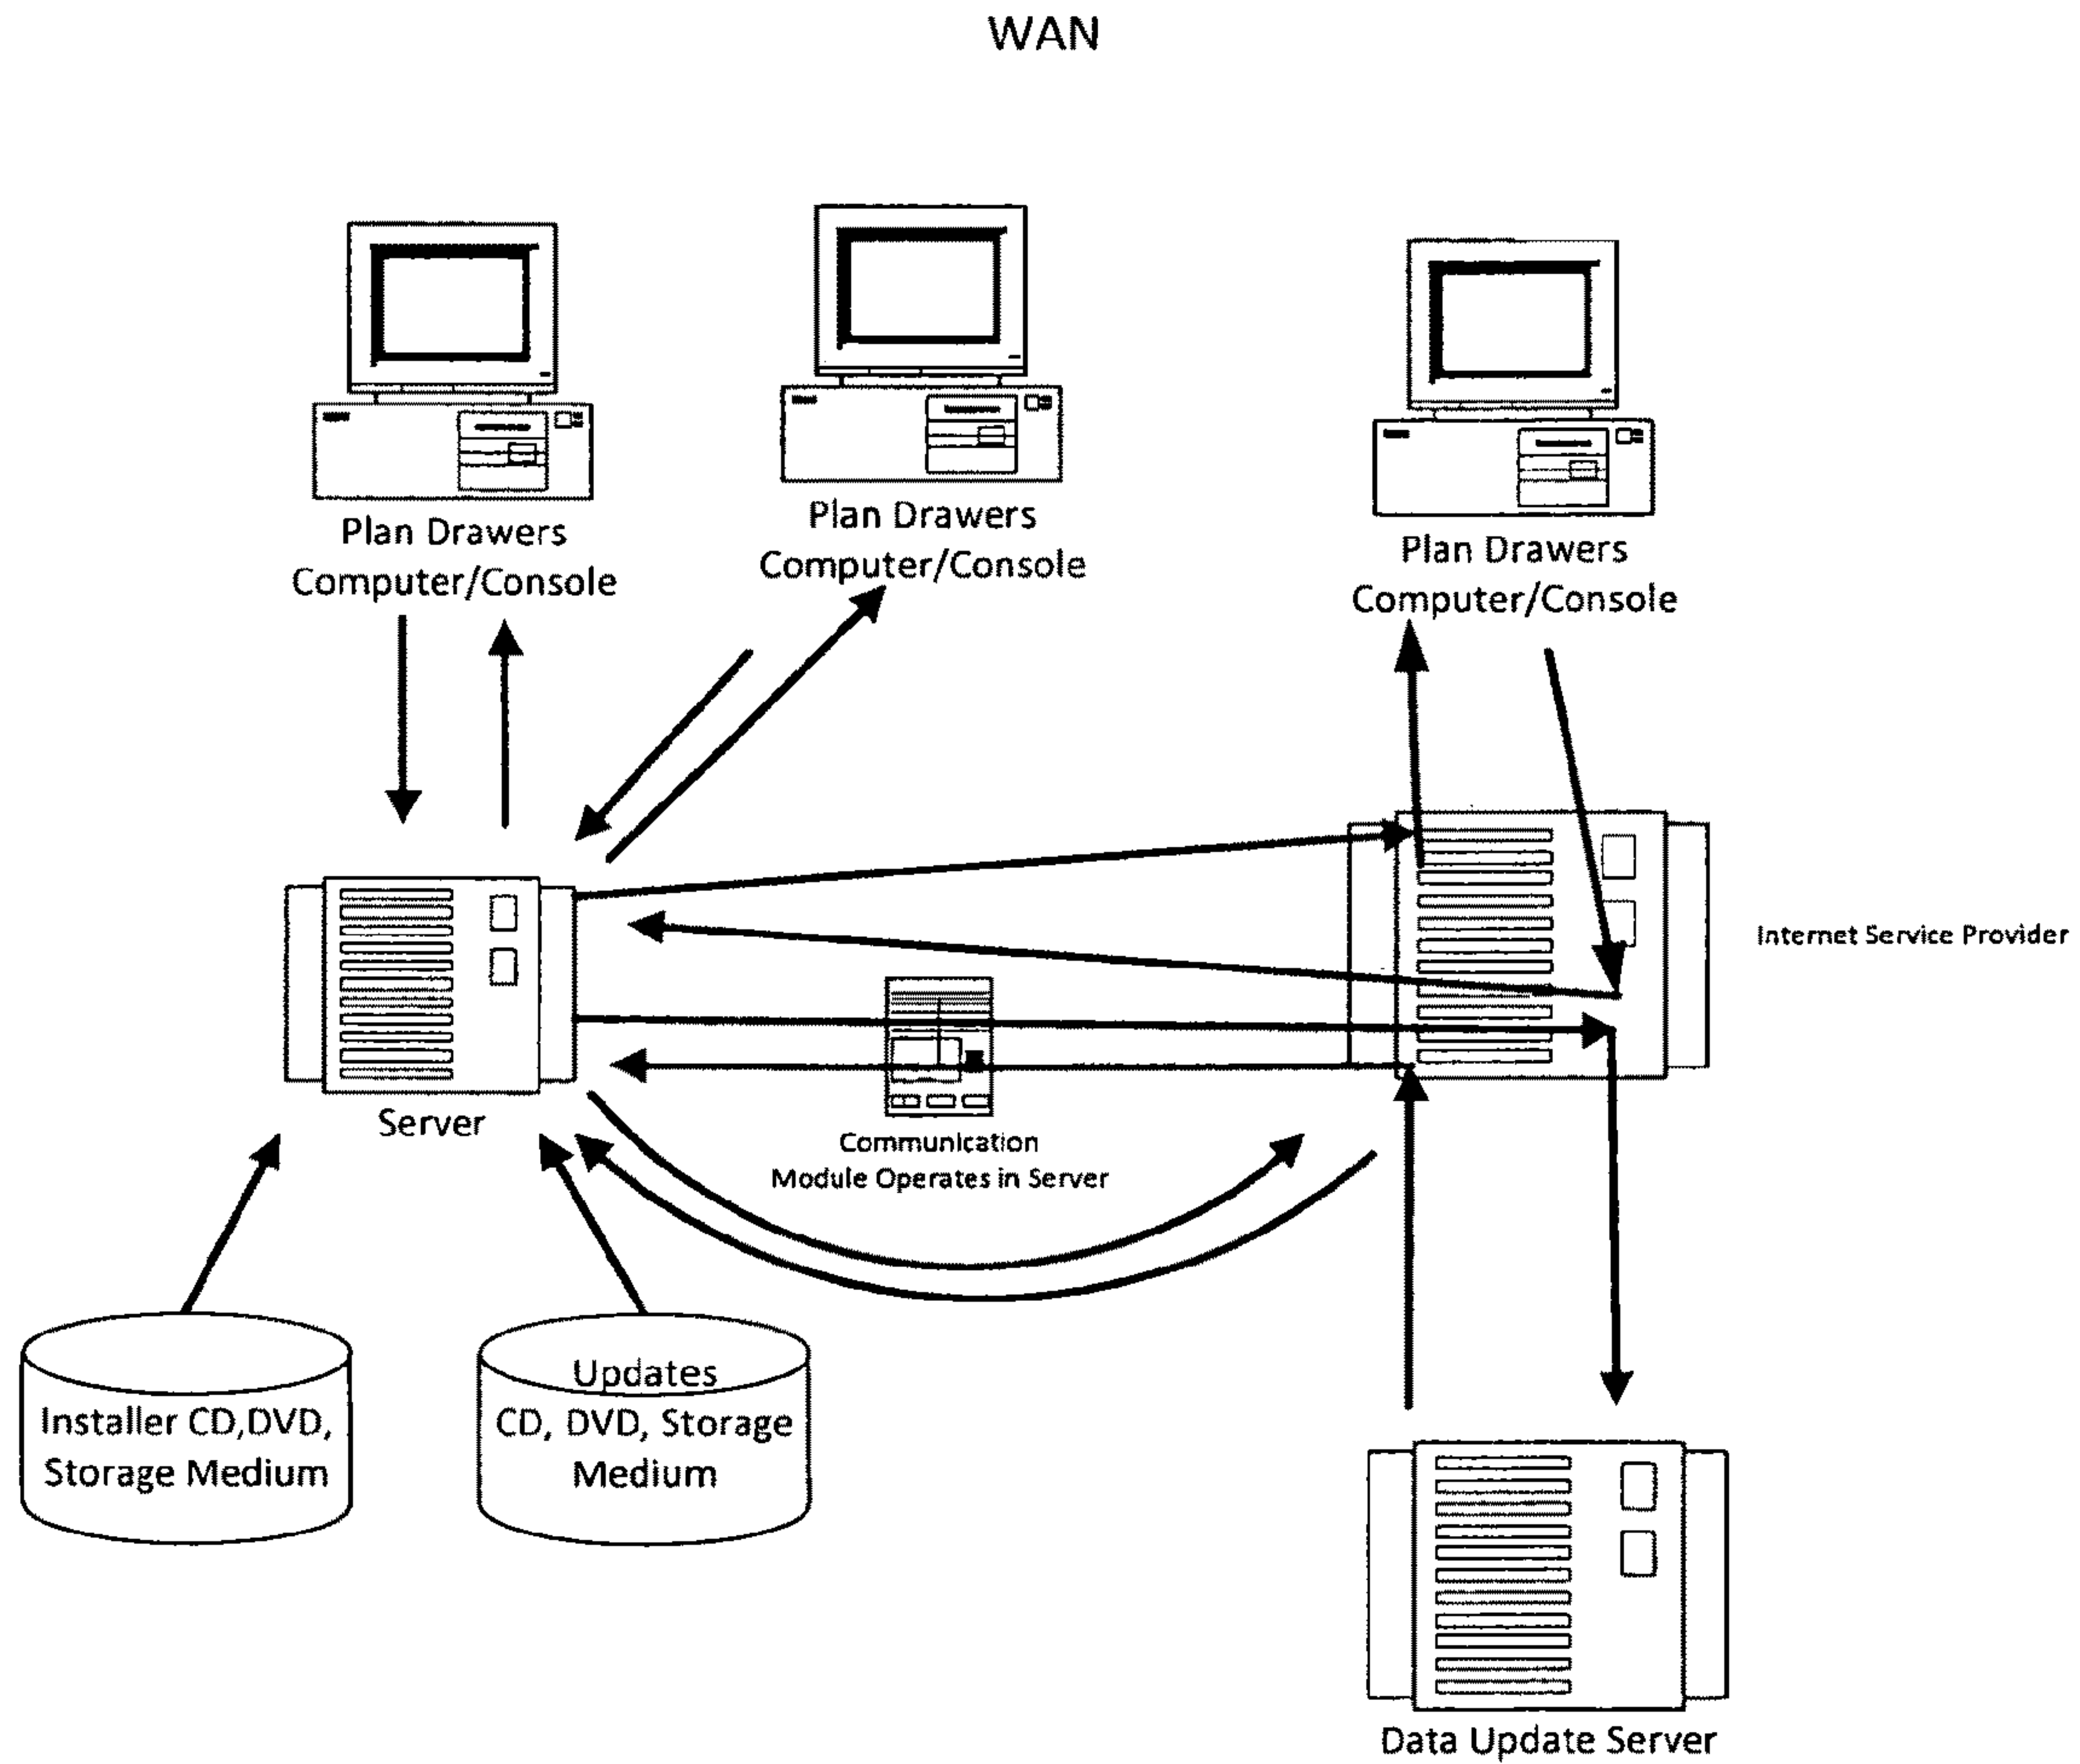 WAN
Plan Drawers
Computer/Console
Plan Drawers
Computer/Console
Plan Drawers
Computer/Console
Internet Service Provider
Server
Communication
Module Operates in Server
Installer CD,DVD,
Storage Medium
Updates
CD, DVD, Storage
Medium
Data Update Server